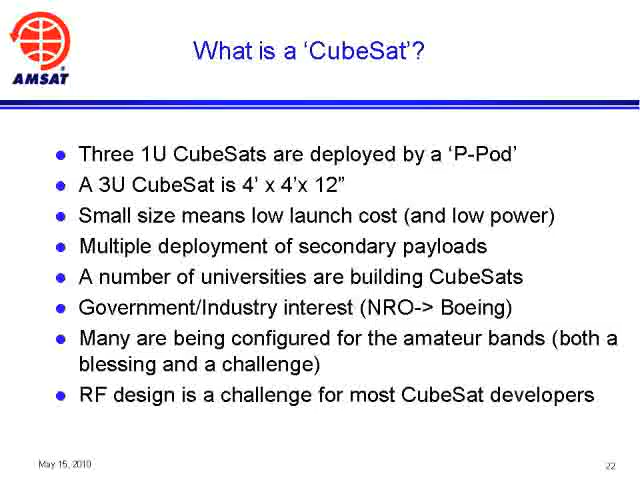 What is a ‘CubeSat’?
AMSAT
Three 1U CubeSats are deployed by a ‘P-Pod’
A 3U CubeSat is 4’ x 4’x 12”
Small size means low launch cost (and low power)
Multiple deployment of secondary payloads
A number of universities are building CubeSats
Government/Industry interest (NRO-> Boeing)
Many are being configured for the amateur bands (both a
blessing and a challenge)
RF design is a challenge for most CubeSat developers
May 15, 2010
22